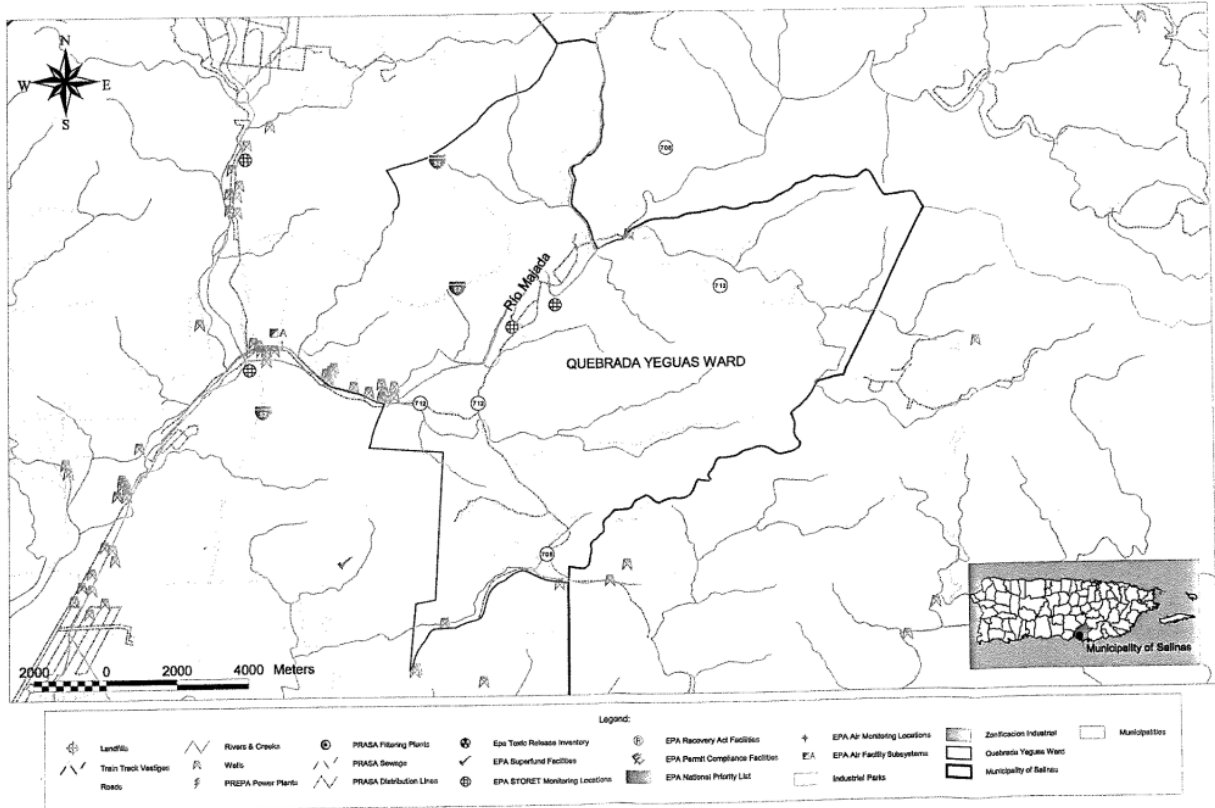 N
W E
S
708
Río Majada
712
QUEBRADA YEGUAS WARD
A
712
712
708
2000 0 2000 4000 Meters
Municipality of Salinas
Legend:
Landfills
Rivers & Creeks
PRASA Filtering Plants
Epa Toxic Release Inventory
EPA Recovery Act Facilities
EPA Air Monitoring Locations
Zonificacion Industrial
Municipalities
Train Track Vestiges
Wells
PRASA Sewage
EPA Superfund Facilities
EPA Permit Compliance Facilities
EPA Air Facility Subsystems
Quebrada Yeguas Ward
Roads
PREPA Power Plants
PRASA Distribution Lines
EPA STORET Monitoring Locations
EPA National Priority List
Industrial Parks
Municipality of Salinas